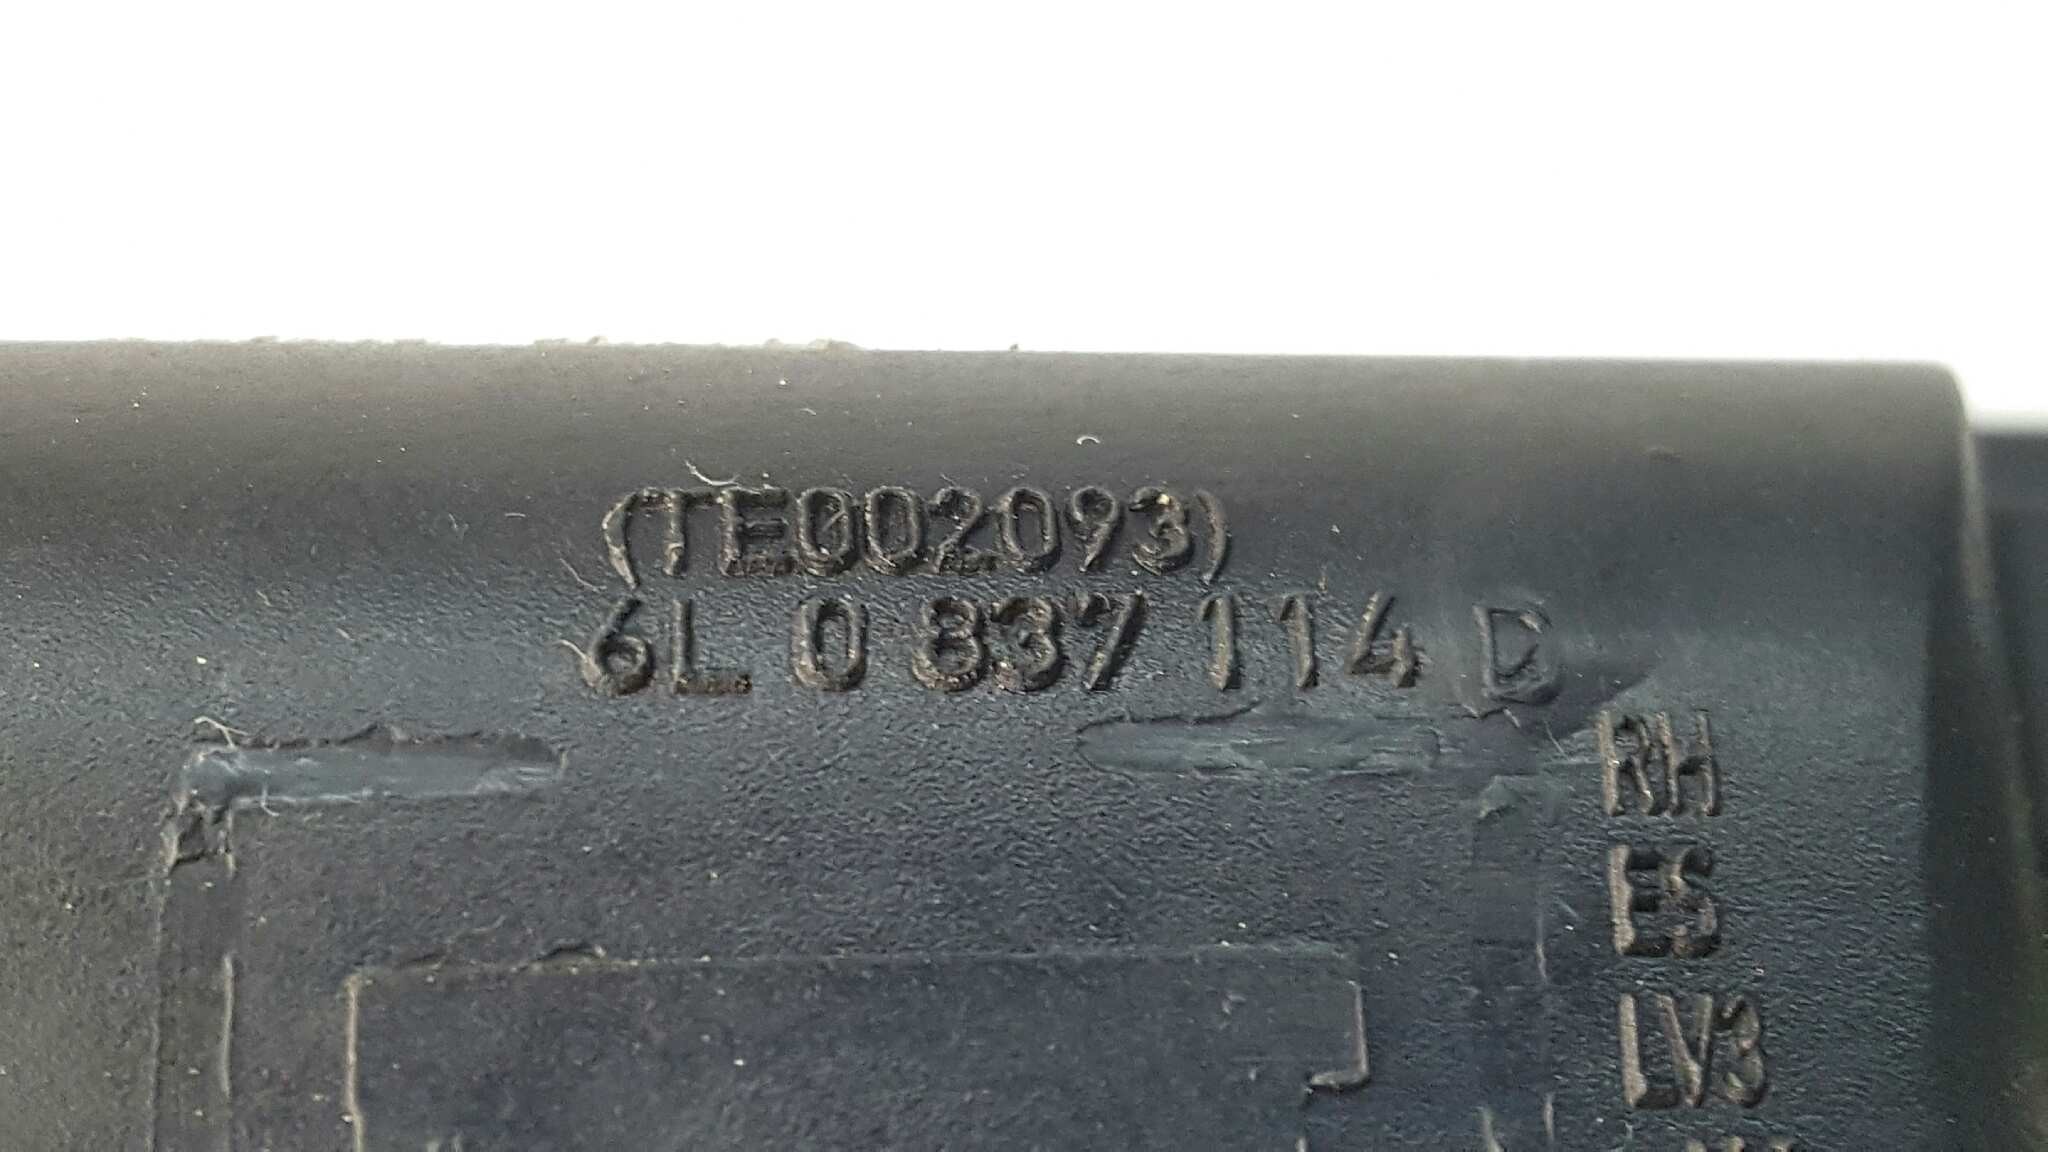 (TE002093)
6L 0 837 114 D
RH
ES
LV3